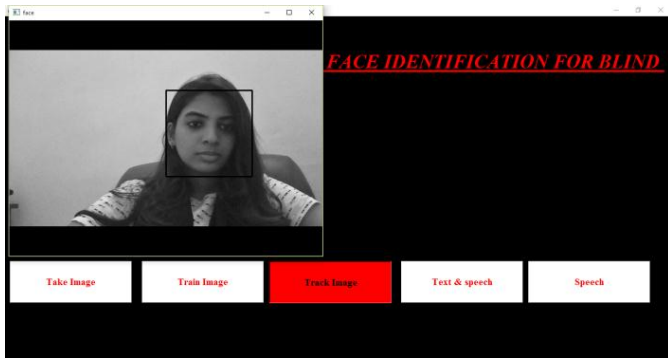 face
FACE IDENTIFICATION FOR BLIND
Take Image
Train Image
Track Image
Text & speech
Speech